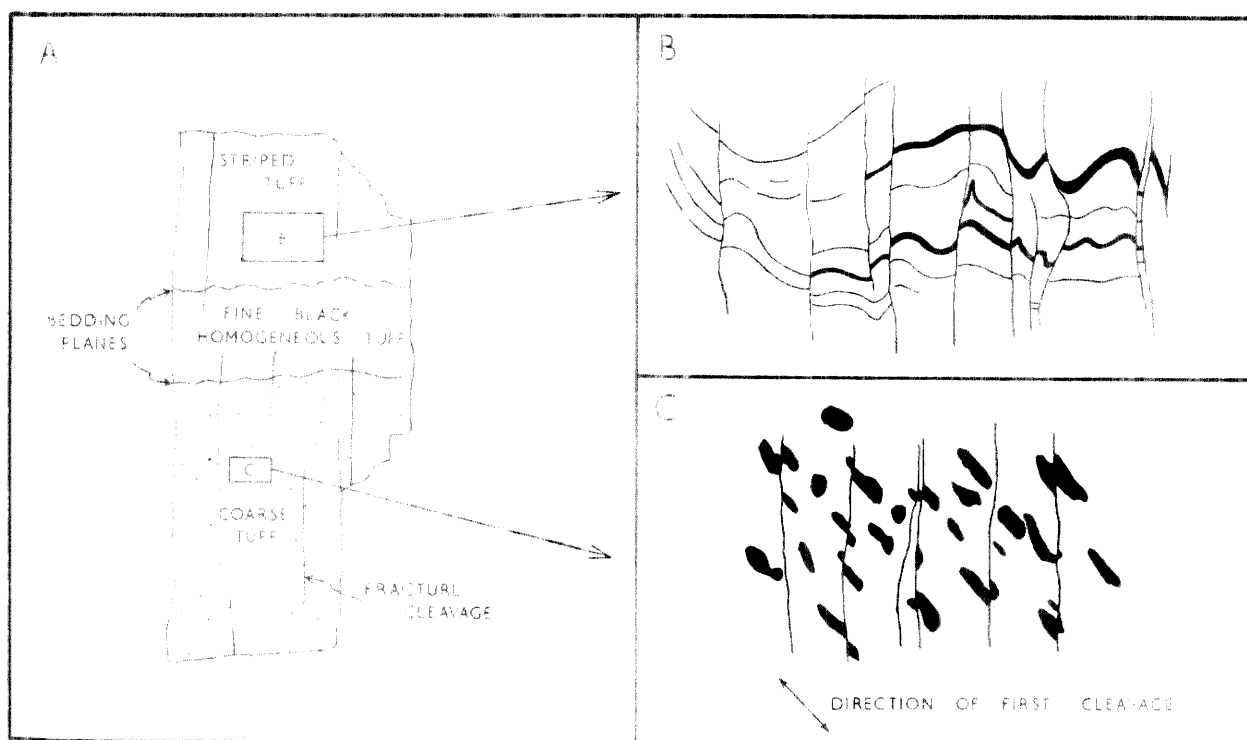 A
STRIPED
TUFF
BEDDING
PLANES
FINE BLACK
HOMOGENEOUS TUFF
C
COARSE
TUFF
FRACTURE
CLEAVAGE
B
C
DIRECTION OF FIRST CLEAVAGE